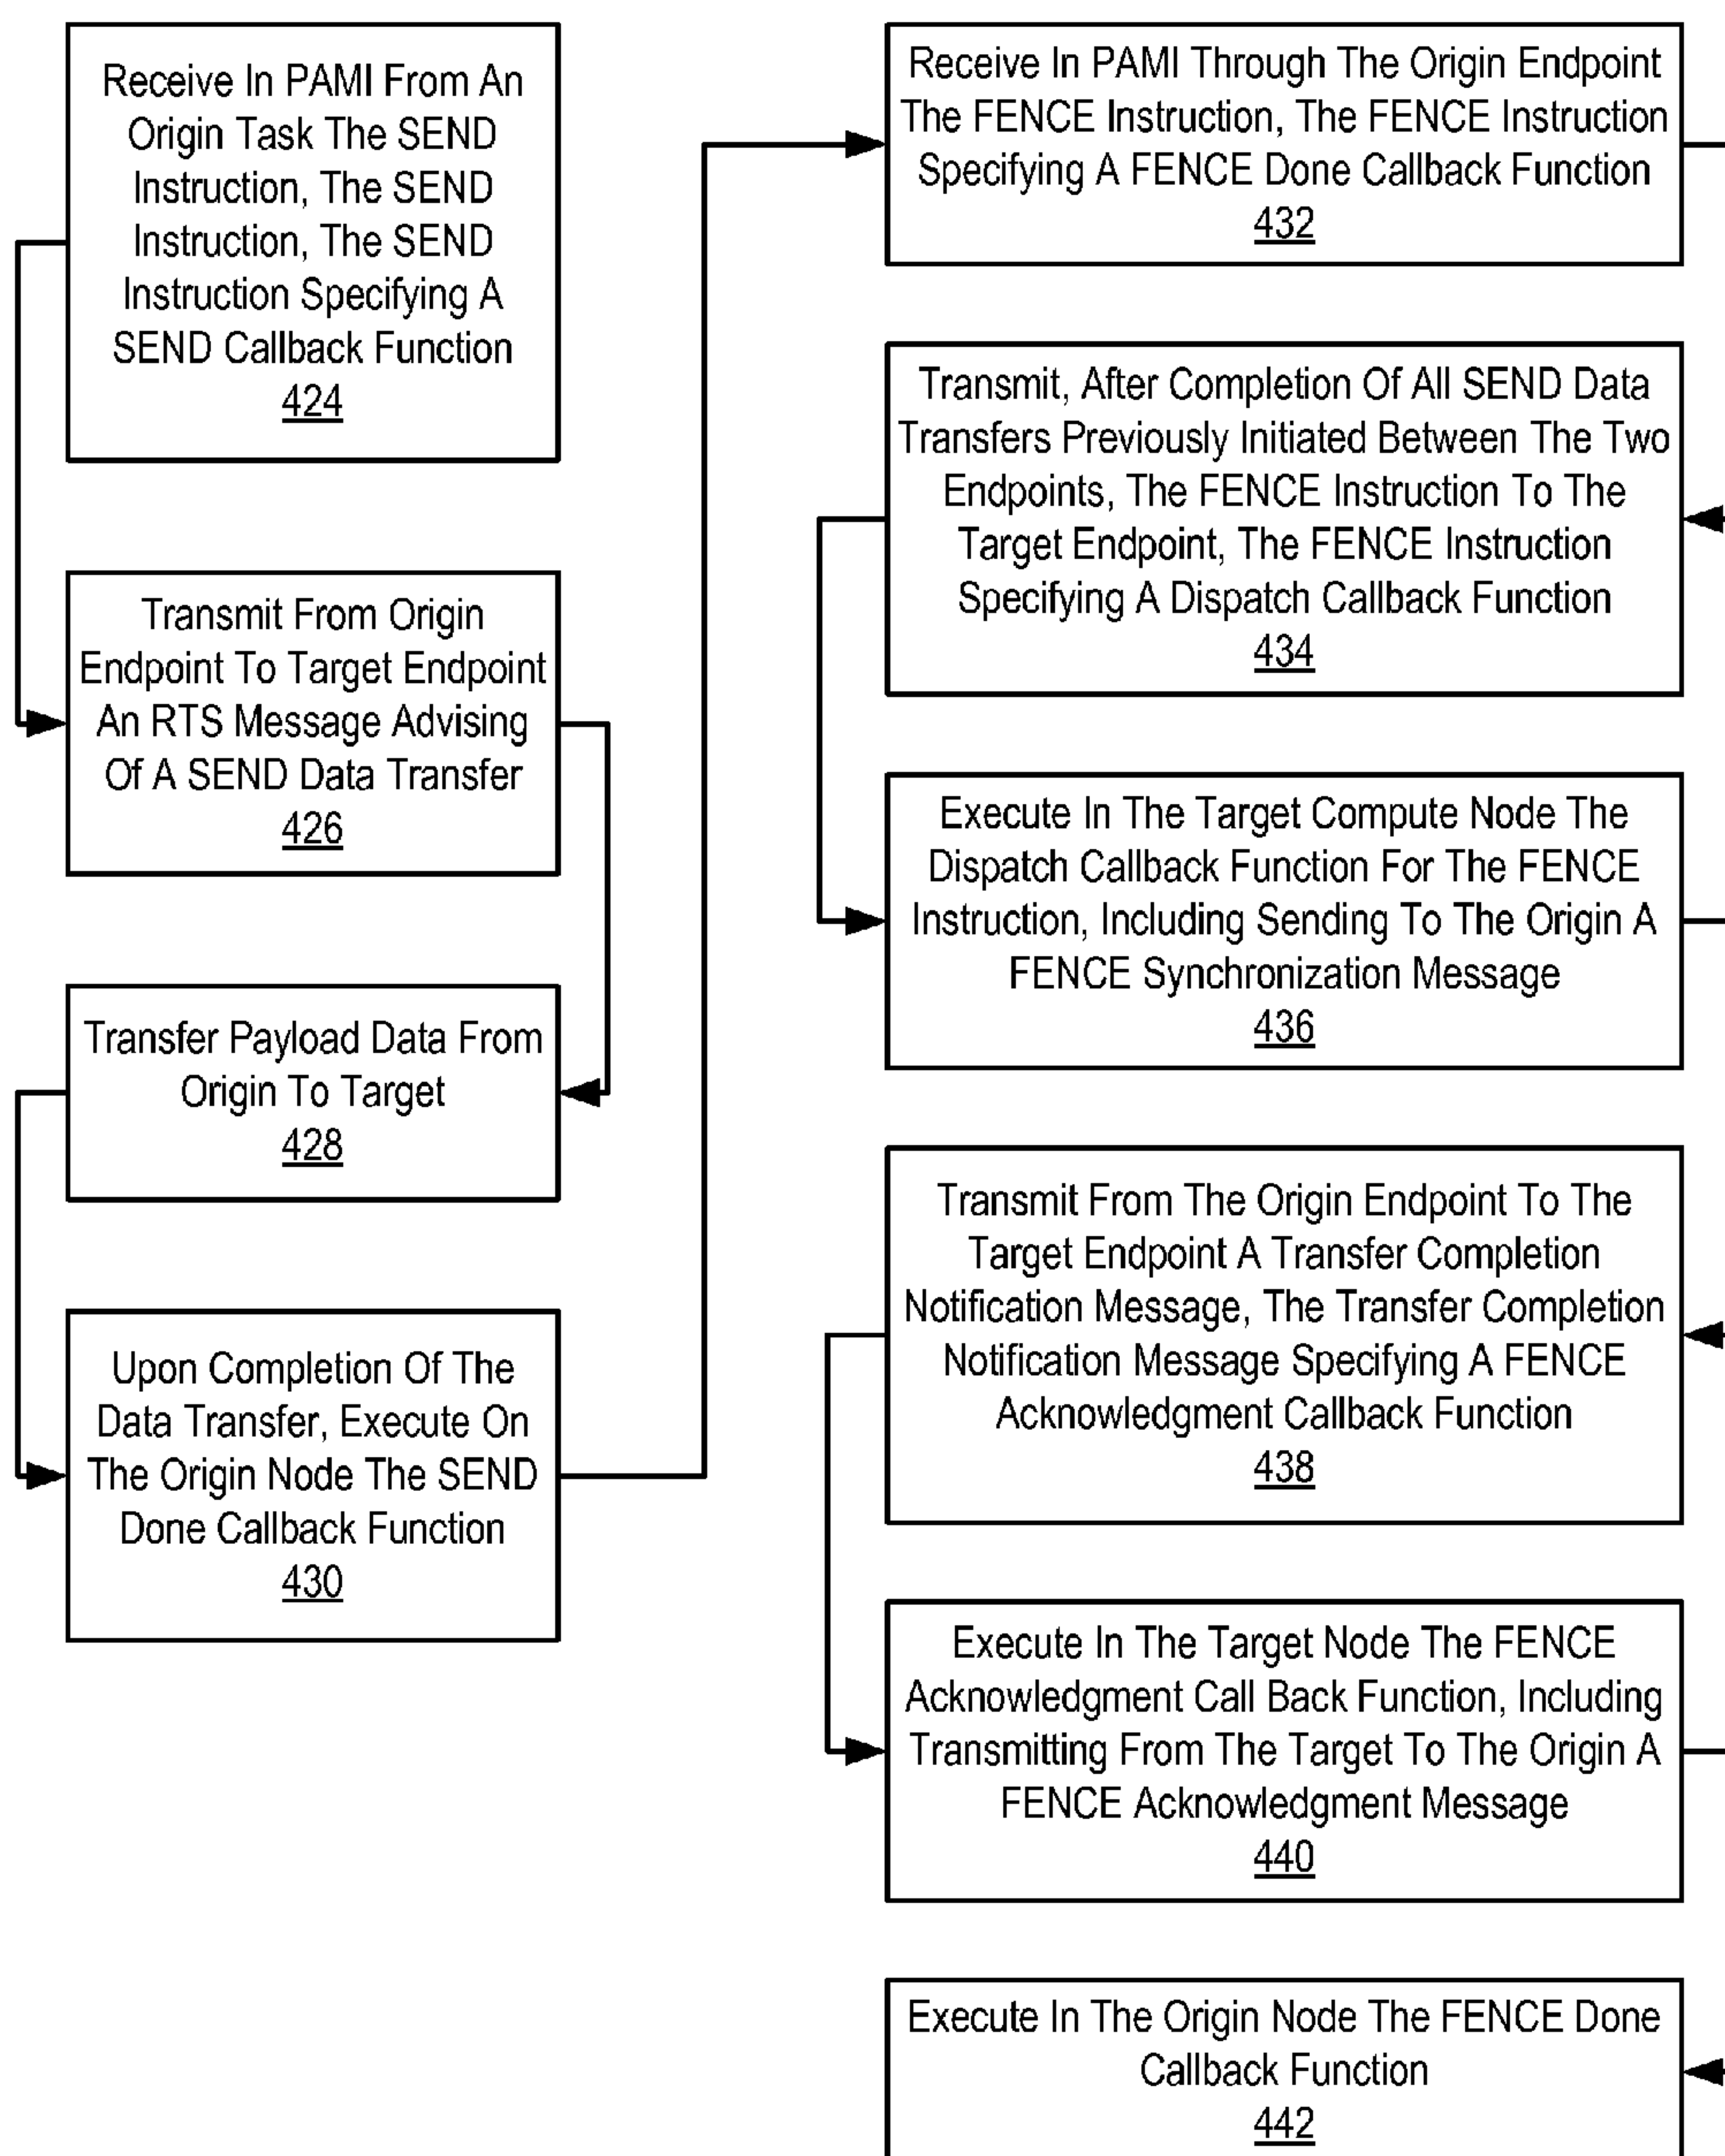 Receive In PAMI From An
Origin Task The SEND
Instruction, The SEND
Instruction, The SEND
Instruction Specifying A
SEND Callback Function
424
Transmit From Origin
Endpoint To Target Endpoint
An RTS Message Advising
Of A SEND Data Transfer
426
Transfer Payload Data From
Origin To Target
428
Upon Completion Of The
Data Transfer, Execute On
The Origin Node The SEND
Done Callback Function
430
Receive In PAMI Through The Origin Endpoint
The FENCE Instruction, The FENCE Instruction
Specifying A FENCE Done Callback Function
432
Transmit, After Completion Of All SEND Data
Transfers Previously Initiated Between The Two
Endpoints, The FENCE Instruction To The
Target Endpoint, The FENCE Instruction
Specifying A Dispatch Callback Function
434
Execute In The Target Compute Node The
Dispatch Callback Function For The FENCE
Instruction, Including Sending To The Origin A
FENCE Synchronization Message
436
Transmit From The Origin Endpoint To The
Target Endpoint A Transfer Completion
Notification Message, The Transfer Completion
Notification Message Specifying A FENCE
Acknowledgment Callback Function
438
Execute In The Target Node The FENCE
Acknowledgment Call Back Function, Including
Transmitting From The Target To The Origin A
FENCE Acknowledgment Message
440
Execute In The Origin Node The FENCE Done
Callback Function
442